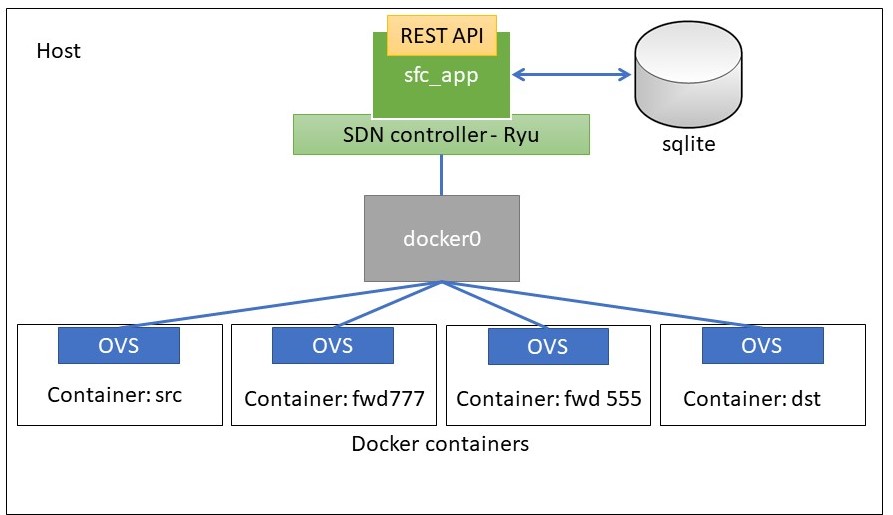 Host
REST API
sfc_app
SDN controller - Ryu
sqlite
docker0
OVS
OVS
OVS
OVS
Container: src
Container: fwd777
Container: fwd 555
Container: dst
Docker containers